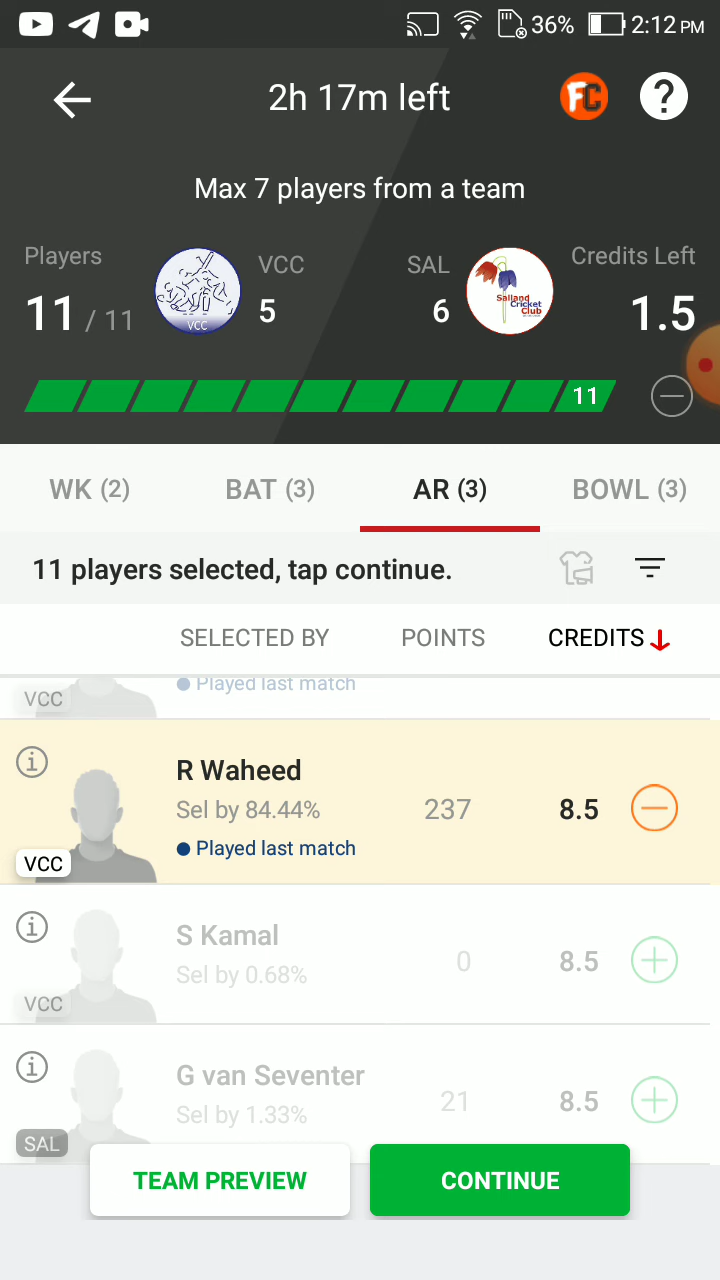 36% 2:12 PM
2h 17m left
FC
?
Max 7 players from a team
Players
VCC
SAL
Credits Left
11 / 11
VCC
5
6
Salland
Cricket
Club
1.5
11
WK (2)
BAT (3)
AR (3)
BOWL (3)
11 players selected, tap continue.
SELECTED BY
POINTS
CREDITS
VCC
Played last match
R Waheed
Sel by 84.44%
237
8.5
Played last match
VCC
S Kamal
Sel by 0.68%
0
8.5
VCC
G van Seventer
Sel by 1.33%
21
8.5
SAL
TEAM PREVIEW
CONTINUE